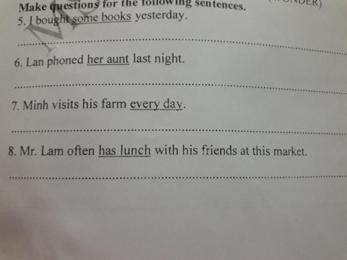 Make questions for the following sentences.
5. I bought some books yesterday.
6. Lan phoned her aunt last night.
7. Minh visits his farm every day.
8. Mr. Lam often has lunch with his friends at this market.